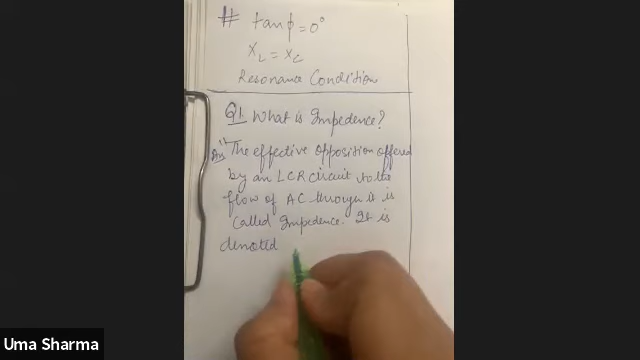 # tanϕ = 0°
X_L = X_C
Resonance Condition
Q1. What is Impedence?
Ans The effective opposition offered
by an LCR circuit to the
flow of AC through it is
called Impedence. It is
denoted
Uma Sharma